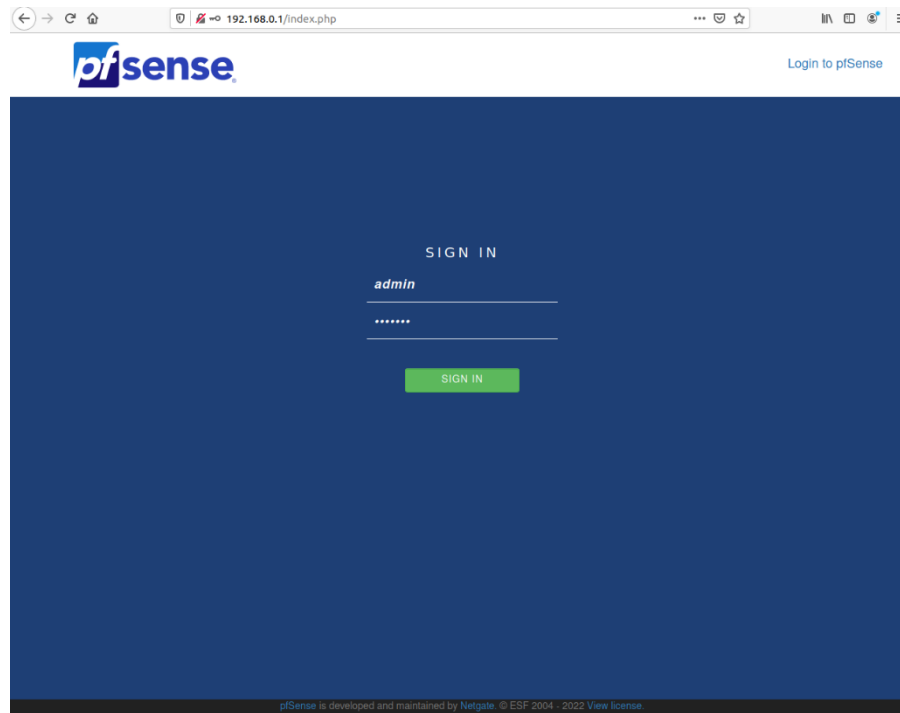 192.168.0.1/index.php
pfsense
Login to pfSense
SIGN IN
admin
•••••••
SIGN IN
pfSense is developed and maintained by Netgate. © ESF 2004 - 2022 View license.